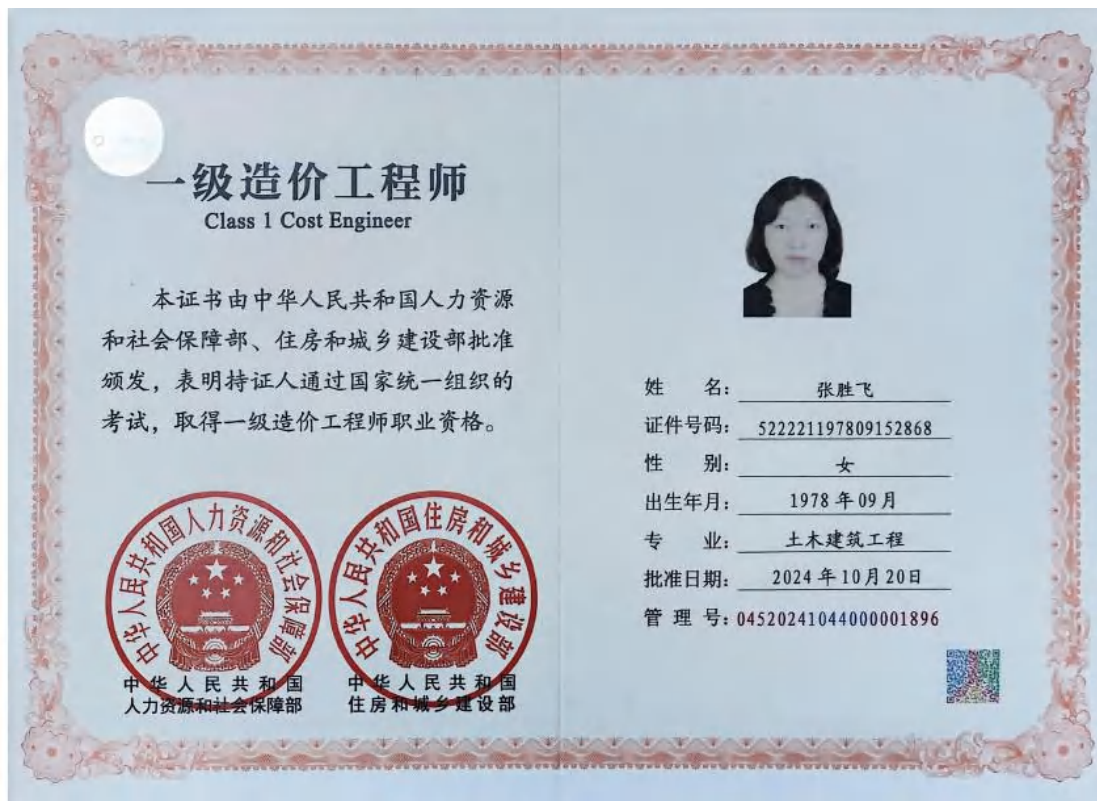 一级造价工程师
Class 1 Cost Engineer
本证书由中华人民共和国人力资源
和社会保障部、住房和城乡建设部批准
颁发，表明持证人通过国家统一组织的
考试，取得一级造价工程师职业资格。
中华人民共和国人力资源和社会保障部
中华人民共和国
人力资源和社会保障部
中华人民共和国住房和城乡建设部
中华人民共和国
住房和城乡建设部
姓 名： 张胜飞
证件号码： 522221197809152868
性 别： 女
出生年月： 1978年09月
专 业： 土木建筑工程
批准日期： 2024年10月20日
管 理 号：04520241044000001896